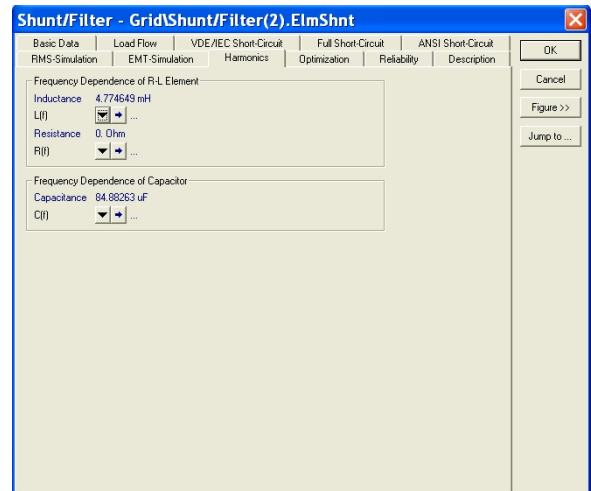 Shunt/Filter - Grid\Shunt/Filter(2).ElmShnt
Basic Data Load Flow VDE/IEC Short-Circuit Full Short-Circuit ANSI Short-Circuit
RMS-Simulation EMT-Simulation Harmonics Optimization Reliability Description
OK
Cancel
Figure >>
Jump to ...
Frequency Dependence of R-L Element
Inductance 4.774649 mH
L(f) ...
Resistance 0. Ohm
R(f) ...
Frequency Dependence of Capacitor
Capacitance 84.88263 uF
C(f) ...